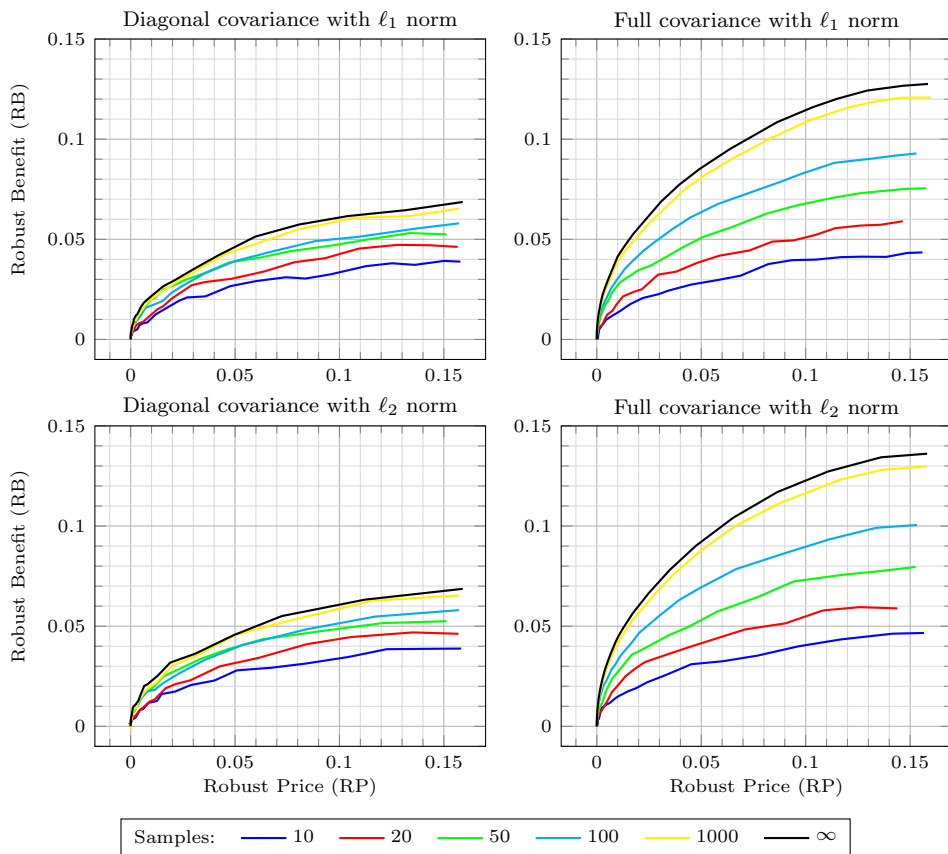 Diagonal covariance with ℓ1 norm
Full covariance with ℓ1 norm
0.15
0.1
0.05
0
0.15
0.1
0.05
0
Robust Benefit (RB)
0 0.05 0.1 0.15
0 0.05 0.1 0.15
Diagonal covariance with ℓ2 norm
Full covariance with ℓ2 norm
0.15
0.1
0.05
0
0.15
0.1
0.05
0
Robust Benefit (RB)
0 0.05 0.1 0.15
0 0.05 0.1 0.15
Robust Price (RP)
Robust Price (RP)
Samples: 10 20 50 100 1000 ∞